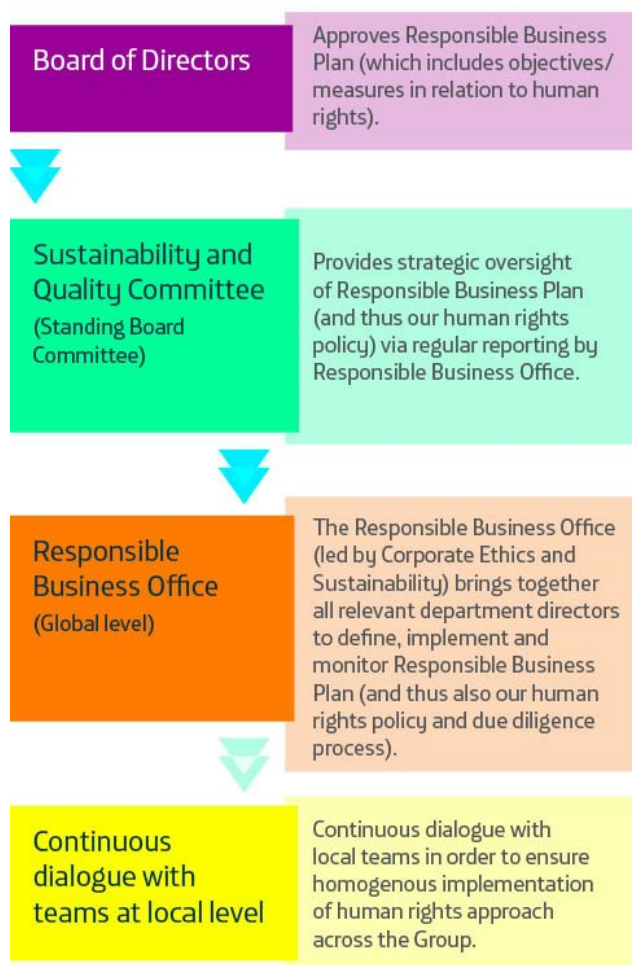 Board of Directors
Approves Responsible Business
Plan (which includes objectives/
measures in relation to human
rights).
Sustainability and
Quality Committee
(Standing Board
Committee)
Provides strategic oversight
of Responsible Business Plan
(and thus our human rights
policy) via regular reporting by
Responsible Business Office.
Responsible
Business Office
(Global level)
The Responsible Business Office
(led by Corporate Ethics and
Sustainability) brings together
all relevant department directors
to define, implement and
monitor Responsible Business
Plan (and thus also our human
rights policy and due diligence
process).
Continuous
dialogue with
teams at local level
Continuous dialogue with
local teams in order to ensure
homogenous implementation
of human rights approach
across the Group.